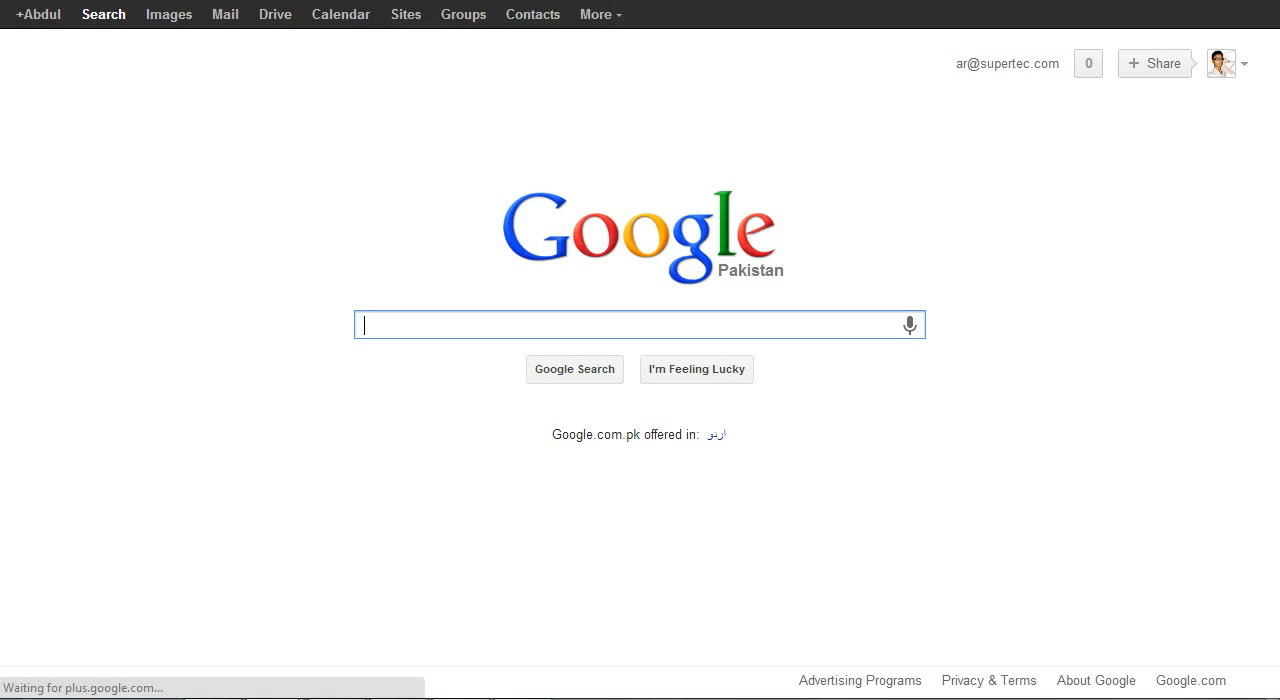 +Abdul Search Images Mail Drive Calendar Sites Groups Contacts More
ar@supertec.com 0 + Share
Google
Pakistan
Google Search I'm Feeling Lucky
Google.com.pk offered in: اردو
Advertising Programs Privacy & Terms About Google Google.com
Waiting for plus.google.com...